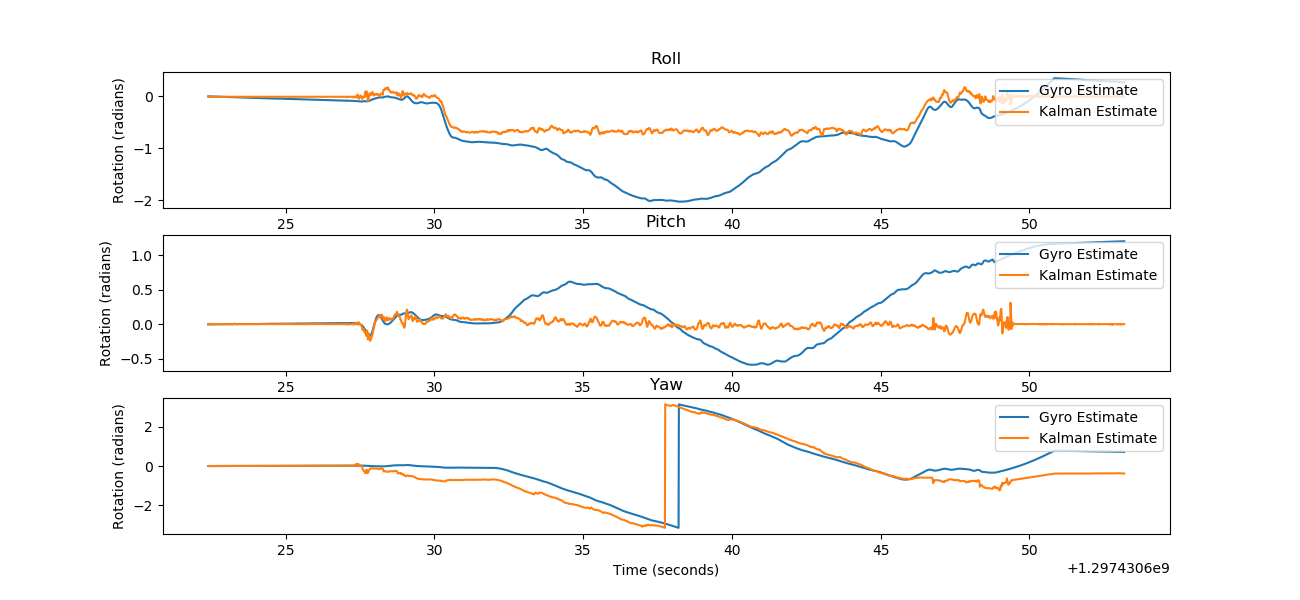 Roll
Rotation (radians)
0
−1
−2
Gyro Estimate
Kalman Estimate
25 30 35 40 45 50
Pitch
Rotation (radians)
1.0
0.5
0.0
−0.5
Gyro Estimate
Kalman Estimate
25 30 35 40 45 50
Yaw
Rotation (radians)
2
0
−2
Gyro Estimate
Kalman Estimate
25 30 35 40 45 50
Time (seconds)
+1.2974306e9